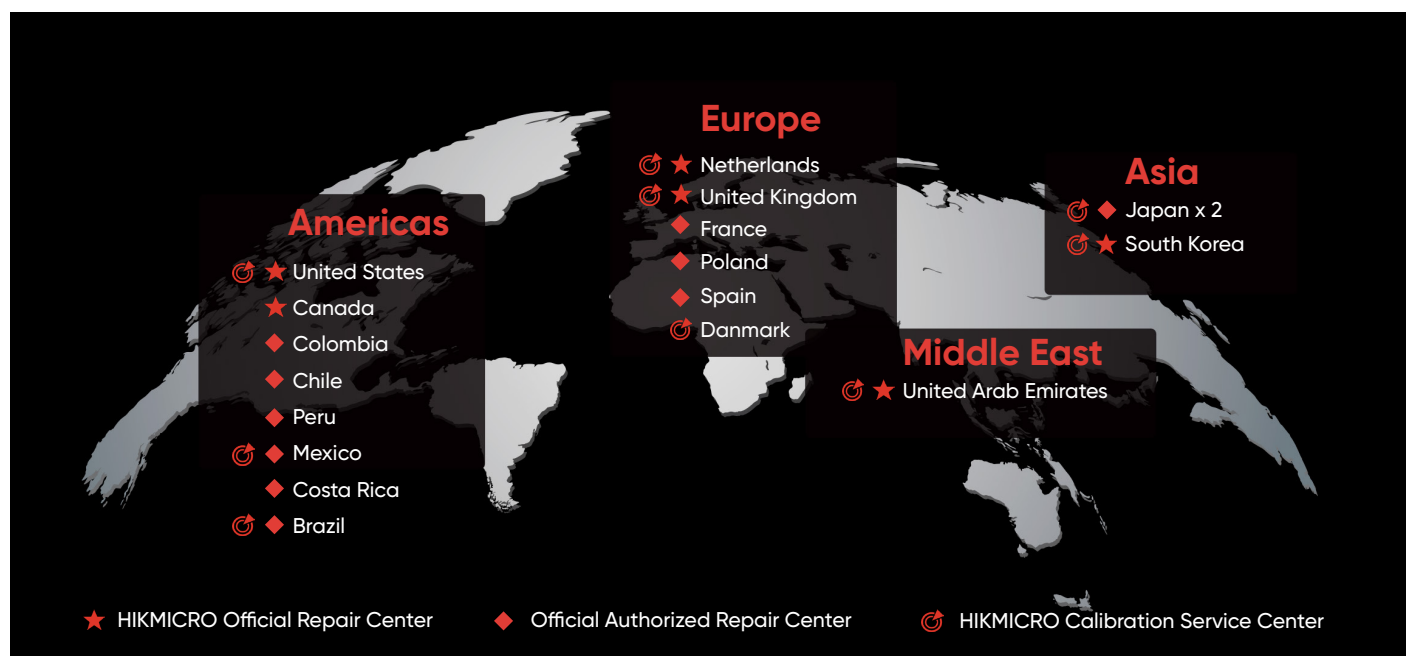 Americas
United States
Canada
Colombia
Chile
Peru
Mexico
Costa Rica
Brazil
Europe
Netherlands
United Kingdom
France
Poland
Spain
Danmark
Asia
Japan x 2
South Korea
Middle East
United Arab Emirates
HIKMICRO Official Repair Center
Official Authorized Repair Center
HIKMICRO Calibration Service Center